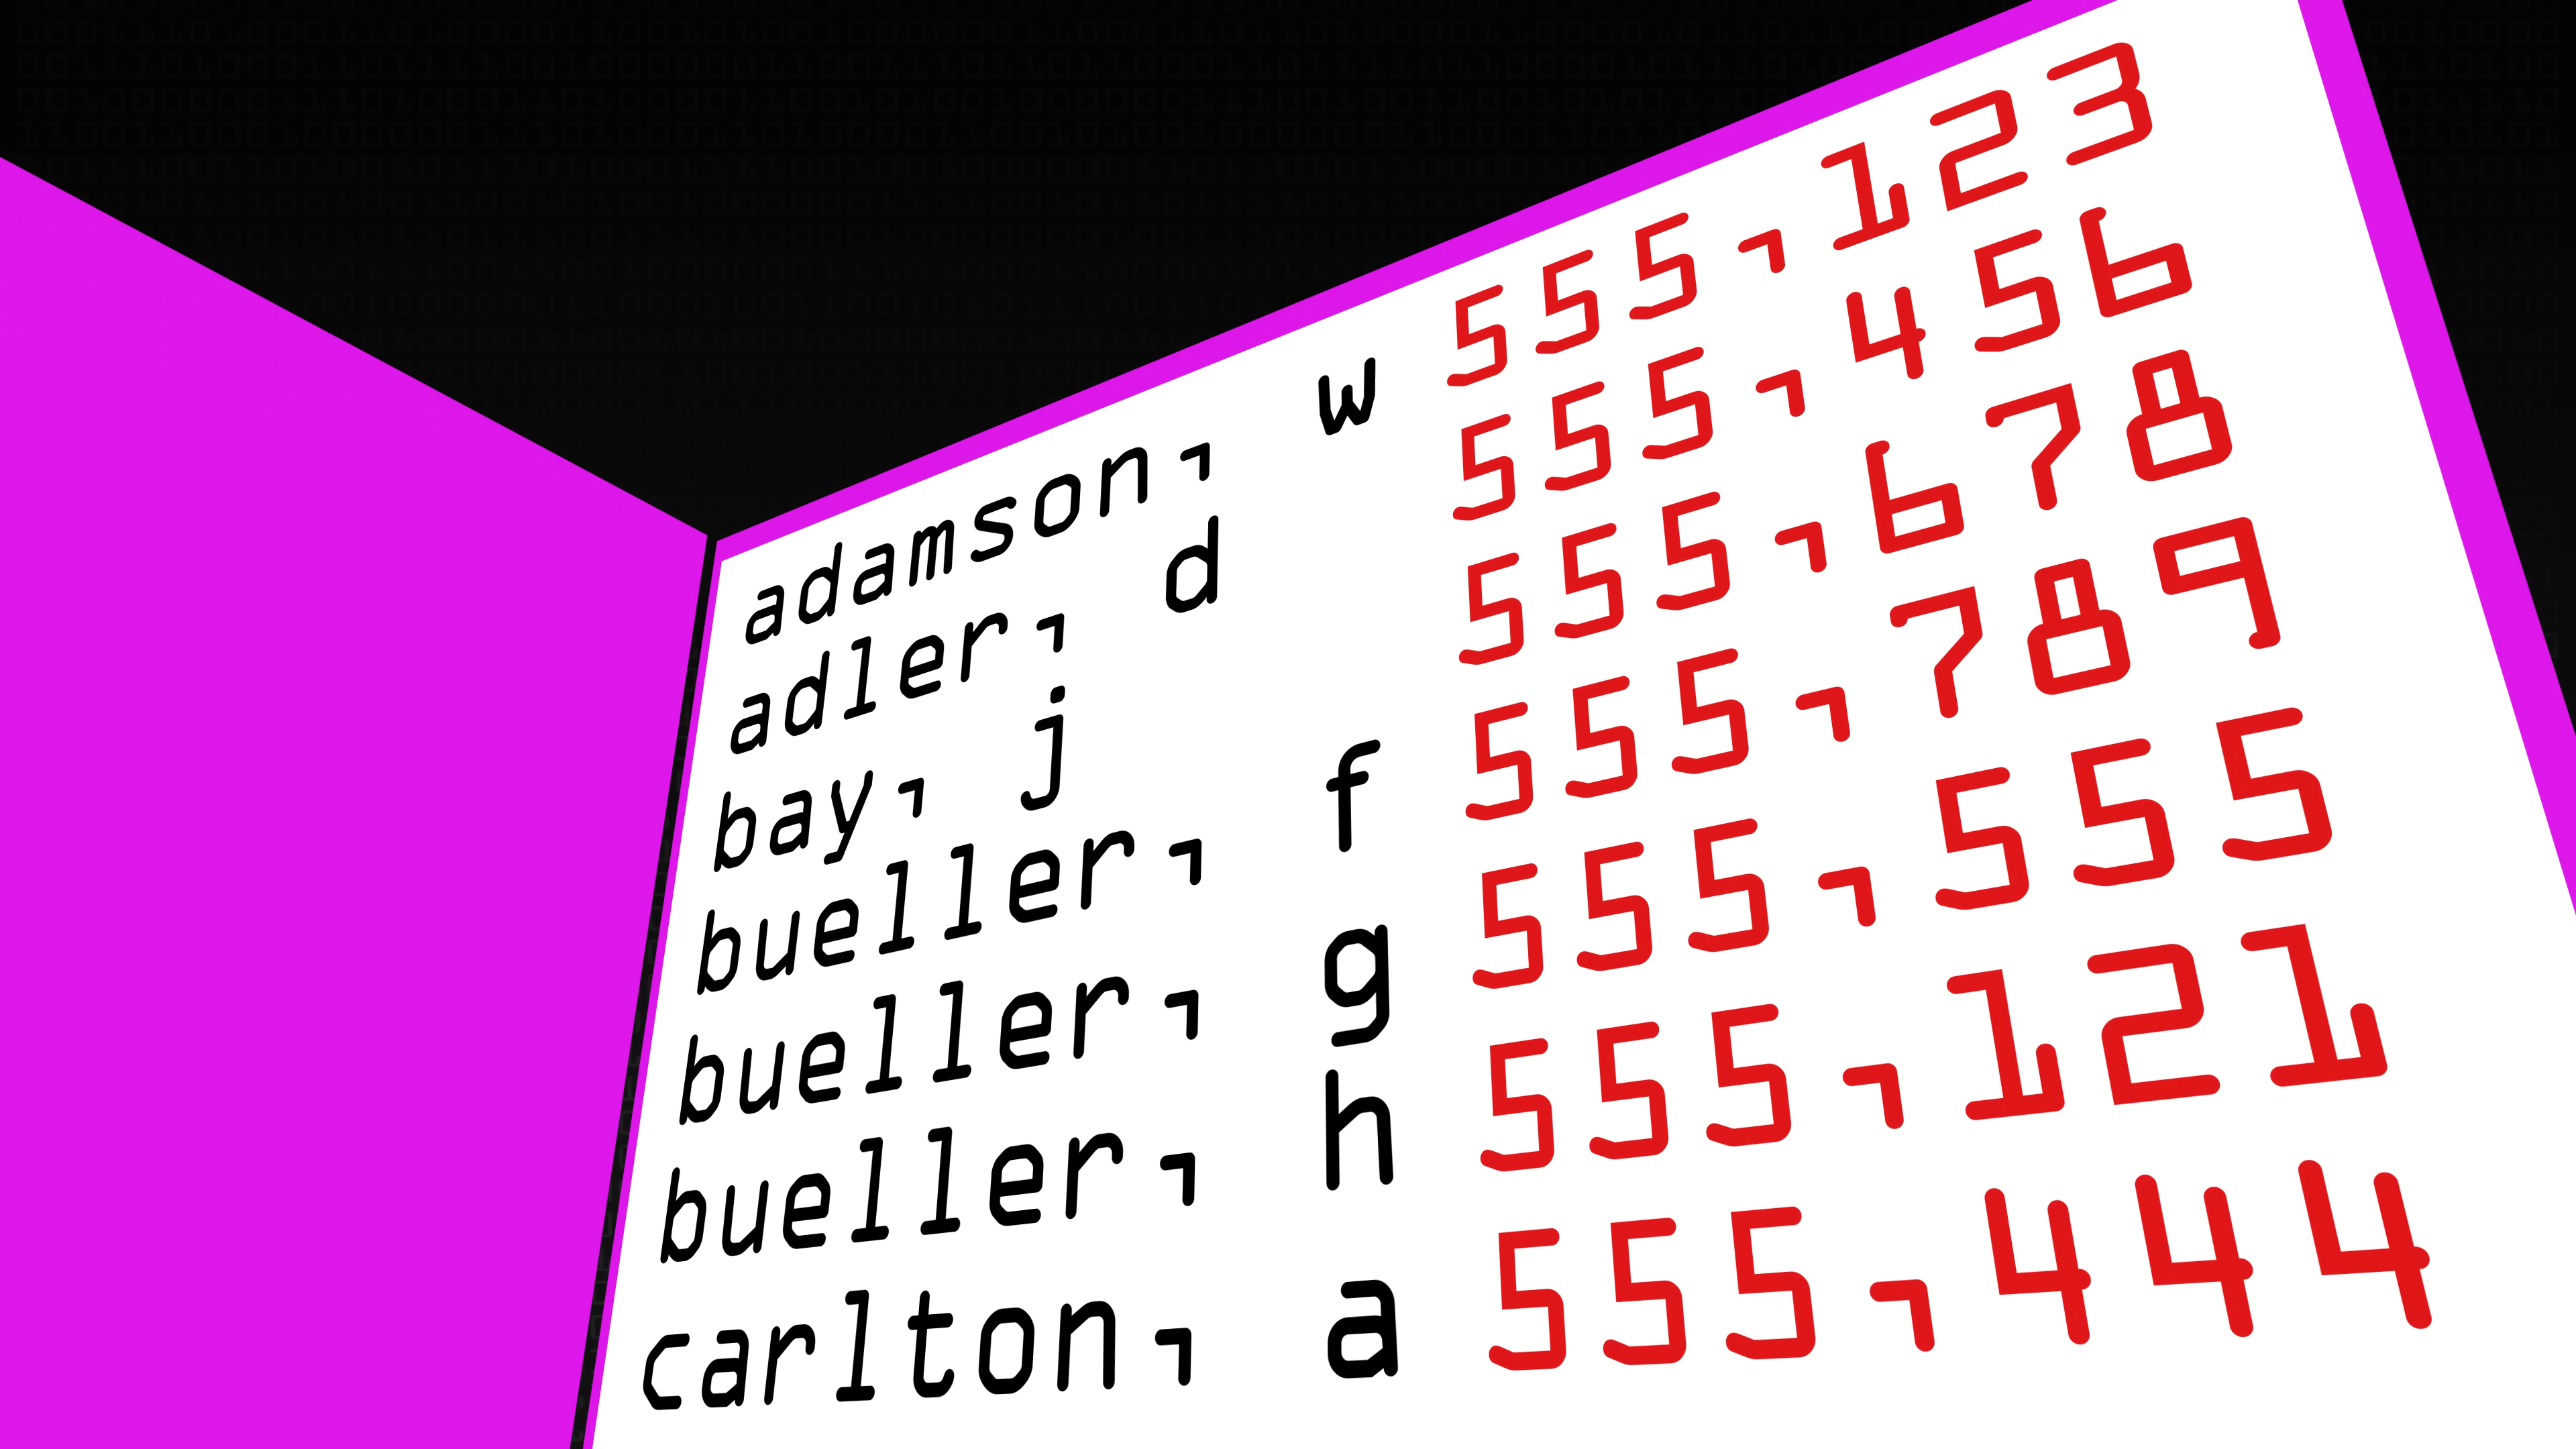 adamson, w 555,123
adler, d 555,456
bay, j 555,678
bueller, f 555,789
bueller, g 555,555
bueller, h 555,121
carlton, a 555,444